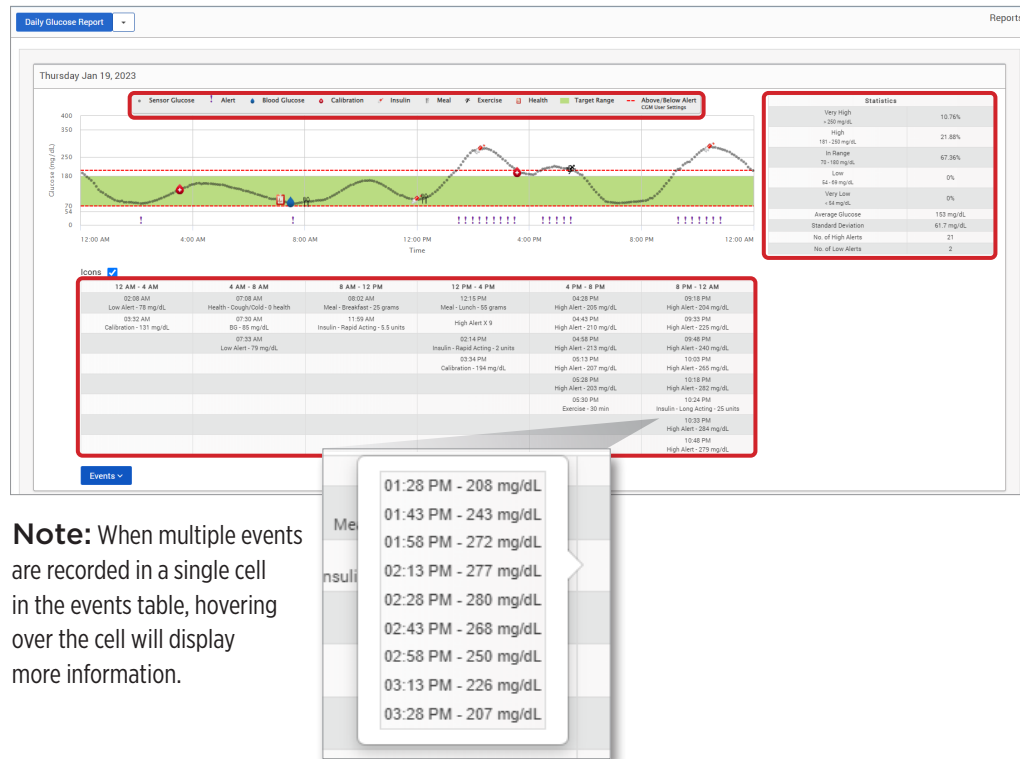 Daily Glucose Report
Reports
Thursday Jan 19, 2023
Sensor Glucose ! Alert Blood Glucose Calibration Insulin Meal Exercise Health Target Range Above/Below Alert
CGM User Settings
Glucose (mg/dL)
400
350
250
180
70
54
0
12:00 AM 4:00 AM 8:00 AM 12:00 PM 4:00 PM 8:00 PM 12:00 AM
Time
Statistics
Very High
< 250 mg/dL
10.76%
High
181 - 250 mg/dL
21.88%
In Range
70 - 180 mg/dL
67.36%
Low
54 - 69 mg/dL
0%
Very Low
< 54 mg/dL
0%
Average Glucose 153 mg/dL
Standard Deviation 61.7 mg/dL
No. of High Alerts 21
No. of Low Alerts 2
Icons
12 AM - 4 AM 4 AM - 8 AM 8 AM - 12 PM 12 PM - 4 PM 4 PM - 8 PM 8 PM - 12 AM
02:08 AM 07:08 AM 08:02 AM 12:15 PM 04:28 PM 09:18 PM
Low Alert - 78 mg/dL Health - Cough/Cold - 0 health Meal - Breakfast - 25 grams Meal - Lunch - 55 grams High Alert - 205 mg/dL High Alert - 204 mg/dL
03:32 AM 07:30 AM 11:59 AM High Alert X 9 04:43 PM 09:33 PM
Calibration - 131 mg/dL BG - 85 mg/dL Insulin - Rapid Acting - 5.5 units High Alert - 210 mg/dL High Alert - 225 mg/dL
07:33 AM 02:14 PM 04:58 PM 09:48 PM
Low Alert - 79 mg/dL Insulin - Rapid Acting - 2 units High Alert - 213 mg/dL High Alert - 240 mg/dL
03:34 PM 05:13 PM 10:03 PM
Calibration - 194 mg/dL High Alert - 207 mg/dL High Alert - 265 mg/dL
05:28 PM 10:18 PM
High Alert - 203 mg/dL High Alert - 282 mg/dL
05:30 PM 10:24 PM
Exercise - 30 min Insulin - Long Acting - 25 units
10:33 PM
High Alert - 284 mg/dL
10:48 PM
High Alert - 279 mg/dL
Events
Note: When multiple events
are recorded in a single cell
in the events table, hovering
over the cell will display
more information.
Me
nsuli
01:28 PM - 208 mg/dL
01:43 PM - 243 mg/dL
01:58 PM - 272 mg/dL
02:13 PM - 277 mg/dL
02:28 PM - 280 mg/dL
02:43 PM - 268 mg/dL
02:58 PM - 250 mg/dL
03:13 PM - 226 mg/dL
03:28 PM - 207 mg/dL